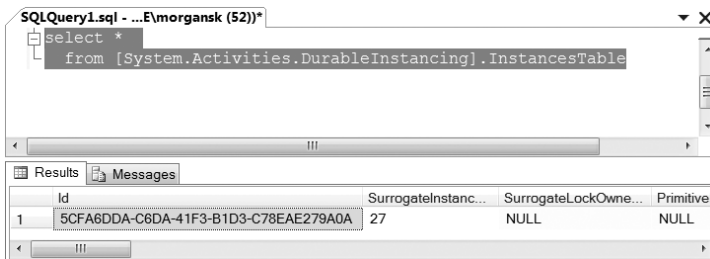 SQLQuery1.sql - ...E\morgansk (52))*
select *
from [System.Activities.DurableInstancing].InstancesTable
Results Messages
Id SurrogateInstanc... SurrogateLockOwne... Primitive
1 5CFA6DDA-C6DA-41F3-B1D3-C78EAE279A0A 27 NULL NULL